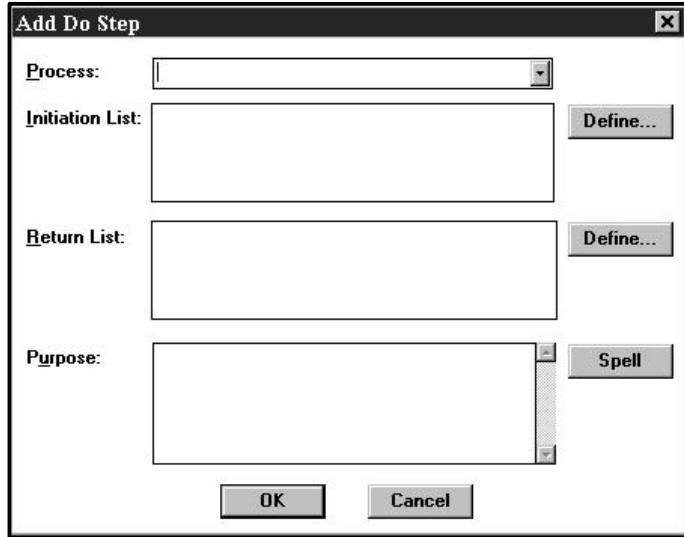 Add Do Step
Process:
Initiation List:
Define...
Return List:
Define...
Purpose:
Spell
OK
Cancel